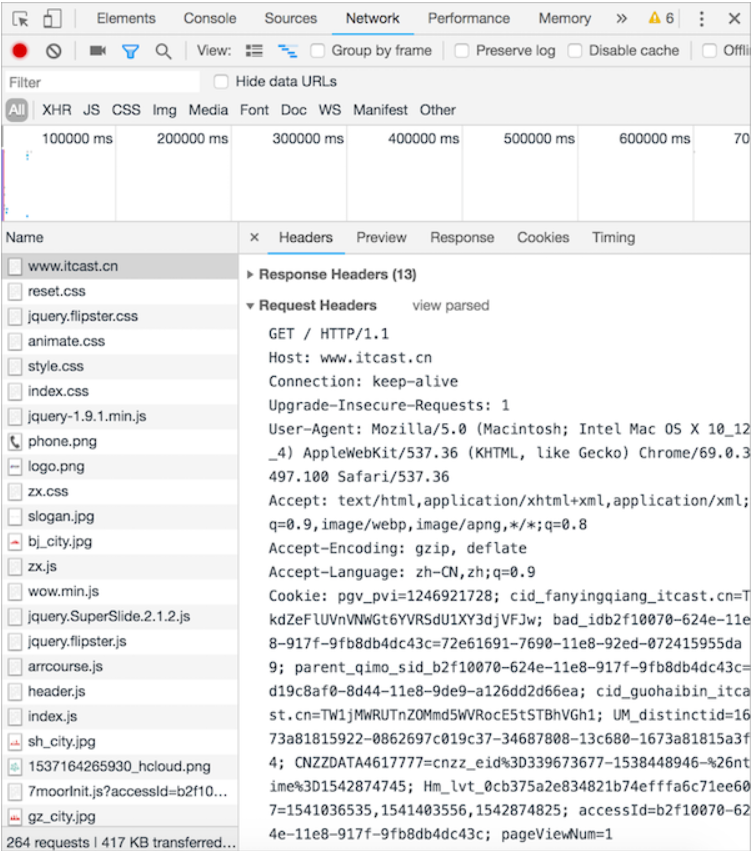 Elements Console Sources Network Performance Memory » 6
View: Group by frame Preserve log Disable cache
Filter Hide data URLs
All XHR JS CSS Img Media Font Doc WS Manifest Other
100000 ms 200000 ms 300000 ms 400000 ms 500000 ms 600000 ms 70
Name
× Headers Preview Response Cookies Timing
www.itcast.cn
reset.css
jquery.flipster.css
animate.css
style.css
index.css
jquery-1.9.1.min.js
phone.png
logo.png
zx.css
slogan.jpg
bj_city.jpg
zx.js
wow.min.js
jquery.SuperSlide.2.1.2.js
jquery.flipster.js
arrcourse.js
header.js
index.js
sh_city.jpg
1537164265930_hcloud.png
7moorInit.js?accessId=b2f10...
gz_city.jpg
264 requests | 417 KB transferred...
Response Headers (13)
Request Headers view parsed
GET / HTTP/1.1
Host: www.itcast.cn
Connection: keep-alive
Upgrade-Insecure-Requests: 1
User-Agent: Mozilla/5.0 (Macintosh; Intel Mac OS X 10_12
_4) AppleWebKit/537.36 (KHTML, like Gecko) Chrome/69.0.3
497.100 Safari/537.36
Accept: text/html,application/xhtml+xml,application/xml;
q=0.9,image/webp,image/apng,*/*;q=0.8
Accept-Encoding: gzip, deflate
Accept-Language: zh-CN,zh;q=0.9
Cookie: pgv_pvi=1246921728; cid_fanyingqiang_itcast.cn=T
kdZeFlUVnVNWGt6YVRSdU1XY3djVFJw; bad_idb2f10070-624e-11e
8-917f-9fb8db4dc43c=72e61691-7690-11e8-92ed-072415955da
9; parent_qimo_sid_b2f10070-624e-11e8-917f-9fb8db4dc43c=
d19c8af0-8d44-11e8-9de9-a126dd2d66ea; cid_guohaibin_itca
st.cn=TW1jMWRUTnZOMmd5WVRocE5tSTBhVGh1; UM_distinctid=16
73a81815922-0862697c019c37-34687808-13c680-1673a81815a3f
4; CNZZDATA4617777=cnzz_eid%3D339673677-1538448946-%26nt
ime%3D1542874745; Hm_lvt_0cb375a2e834821b74efffa6c71ee60
7=1541036535,1541403556,1542874825; accessId=b2f10070-62
4e-11e8-917f-9fb8db4dc43c; pageViewNum=1